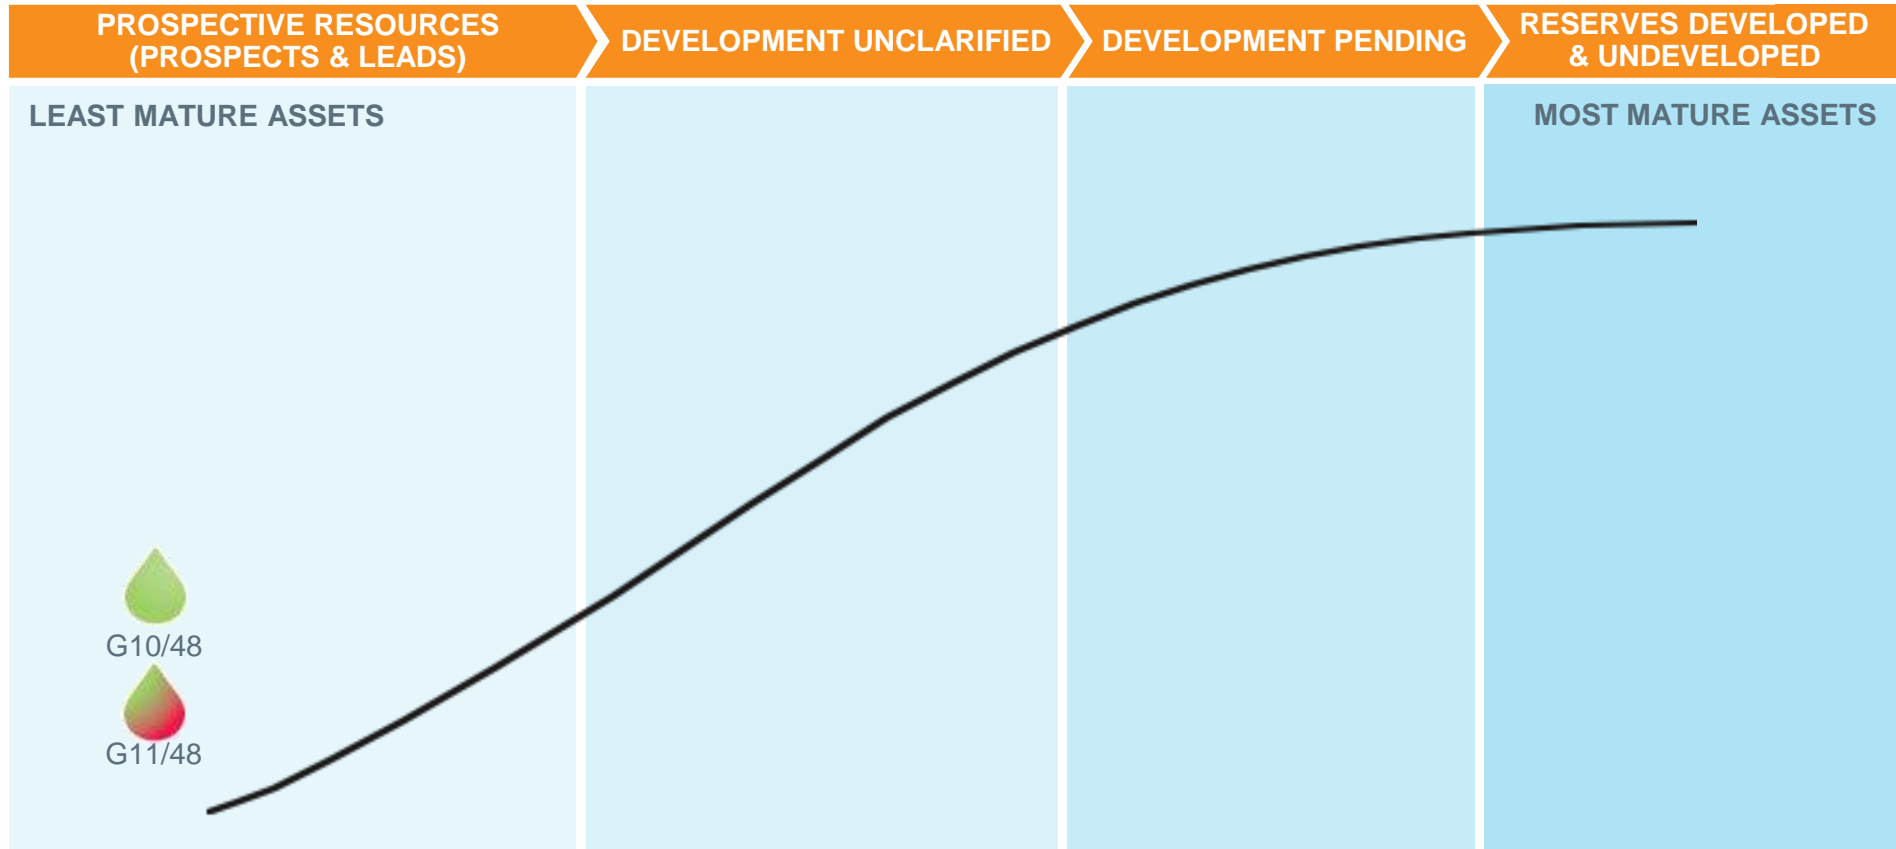 PROSPECTIVE RESOURCES
(PROSPECTS & LEADS)
DEVELOPMENT UNCLARIFIED
DEVELOPMENT PENDING
RESERVES DEVELOPED
& UNDEVELOPED
LEAST MATURE ASSETS
MOST MATURE ASSETS
G10/48
G11/48